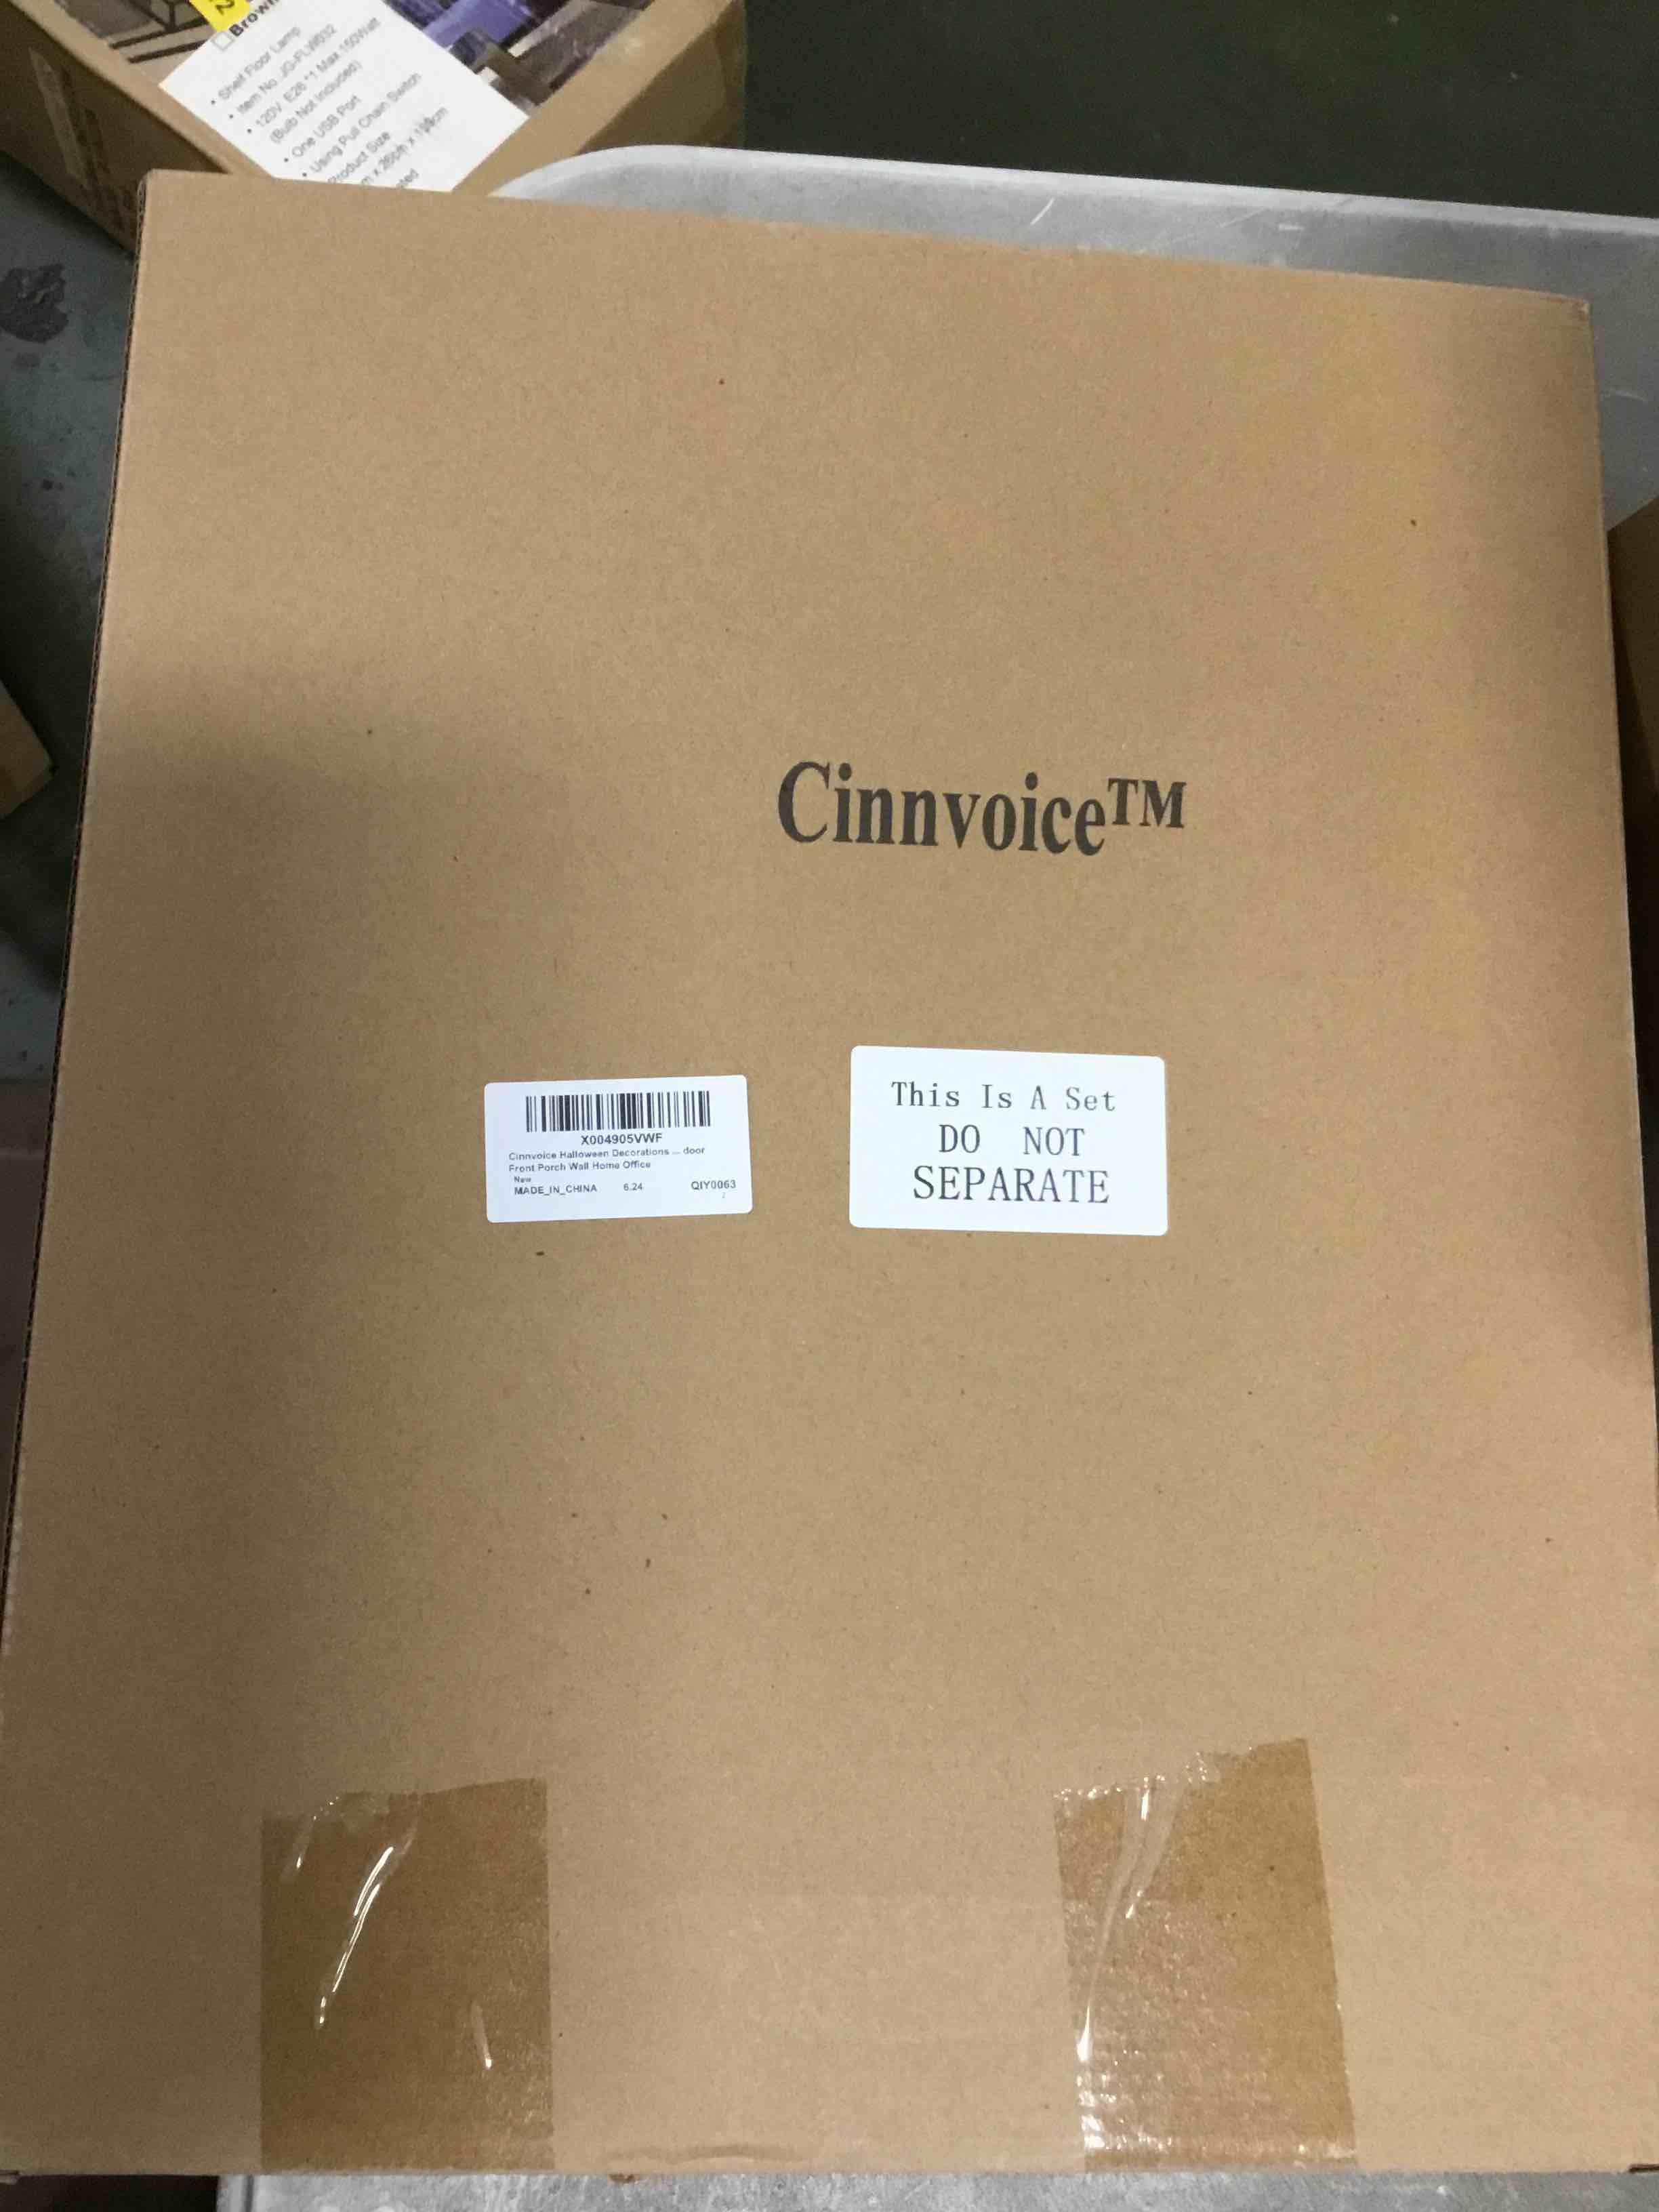 Brown
• Shelf Floor Lamp
• Item No. JG-FLW032
• 120V E26 *1 Max.150Watt
(Bulb Not Included)
• One USB Port
• Using Pull Chain Switch
Product Size
Cinnvoice™
X004905VWF
Cinnvoice Halloween Decorations ... door
Front Porch Wall Home Office
New
MADE_IN_CHINA 6.24 QIY0063
This Is A Set
DO NOT
SEPARATE